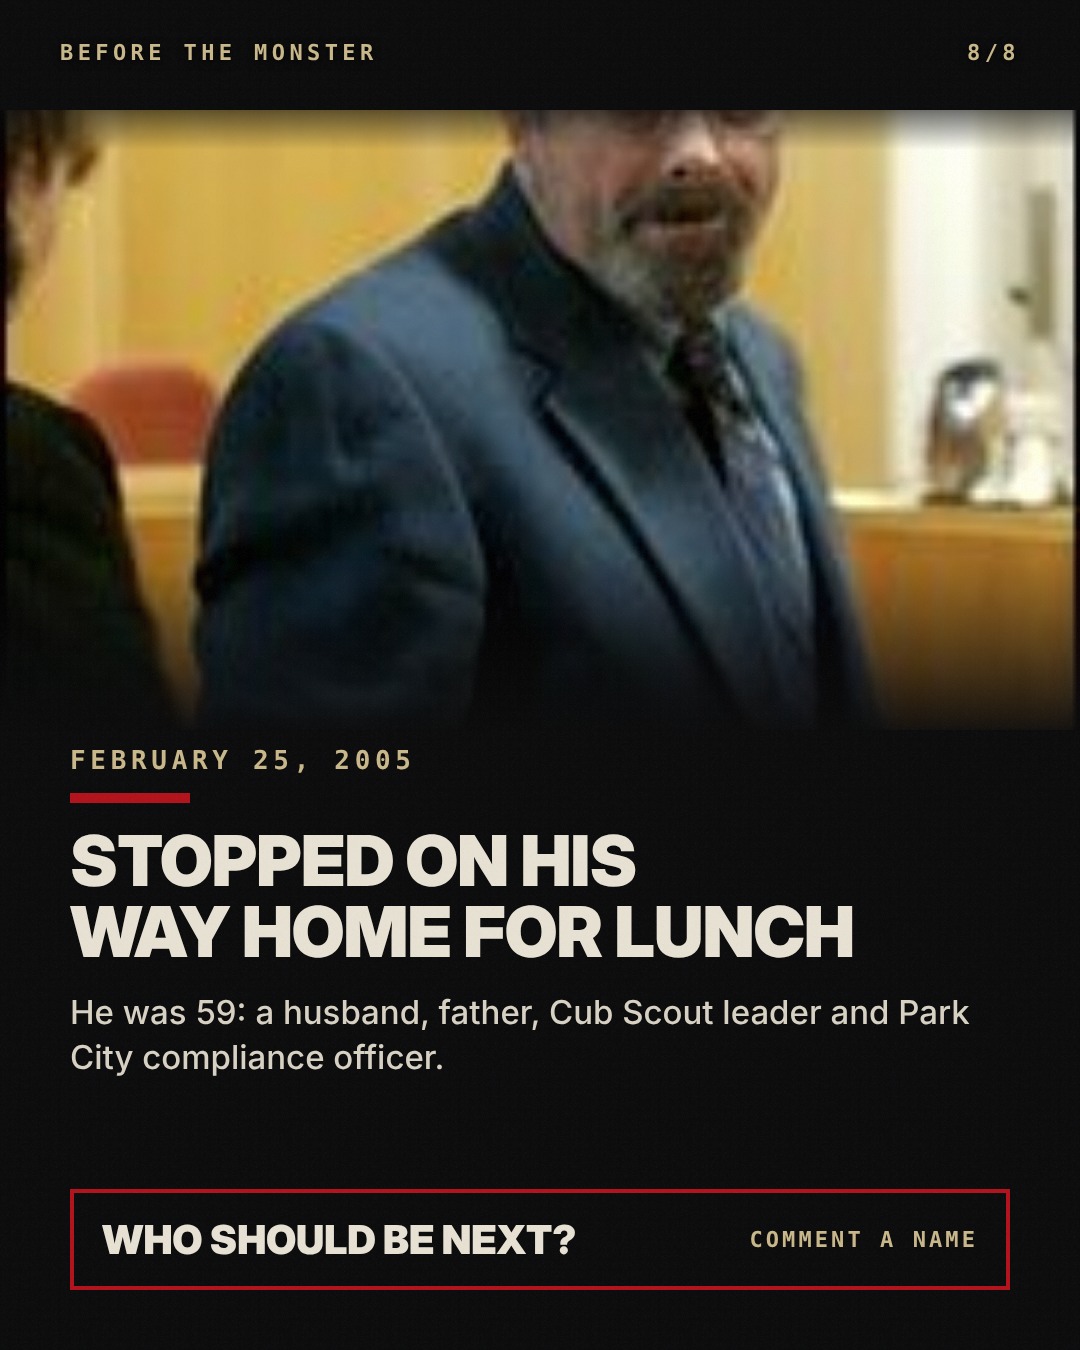 BEFORE THE MONSTER
8/8
FEBRUARY 25, 2005
STOPPED ON HIS
WAY HOME FOR LUNCH
He was 59: a husband, father, Cub Scout leader and Park
City compliance officer.
WHO SHOULD BE NEXT?
COMMENT A NAME